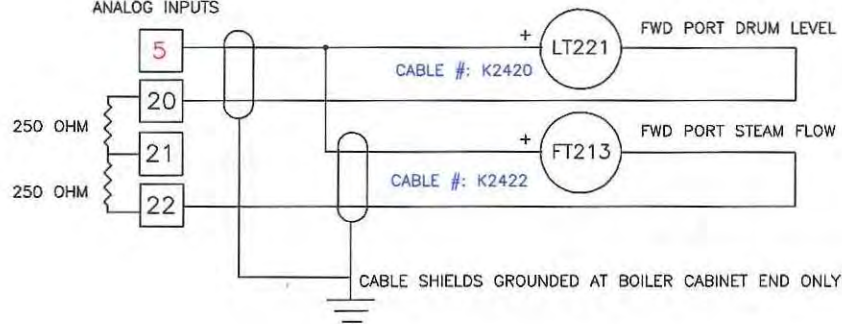 ANALOG INPUTS
5
+
LT221
FWD PORT DRUM LEVEL
CABLE #: K2420
20
250 OHM
21
+
FT213
FWD PORT STEAM FLOW
250 OHM
22
CABLE #: K2422
CABLE SHIELDS GROUNDED AT BOILER CABINET END ONLY